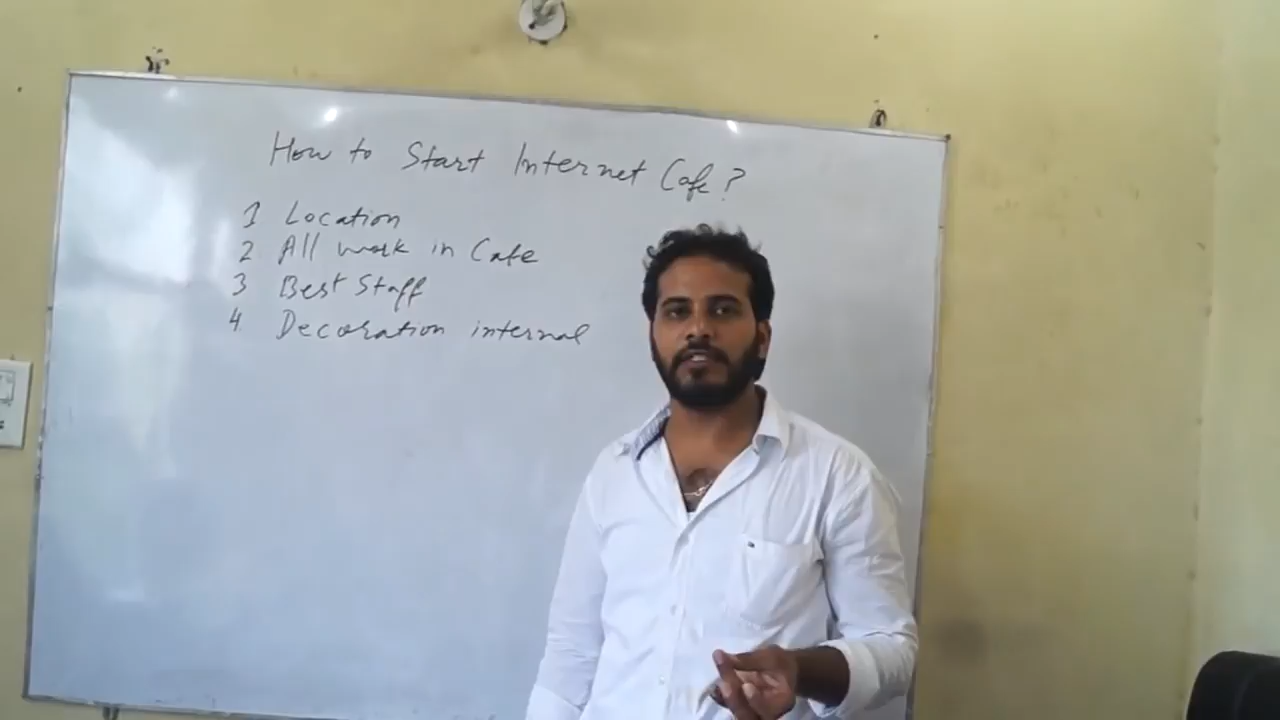 How to Start Internet Cafe?
1 Location
2 All work in Cafe
3 Best Staff
4. Decoration internal